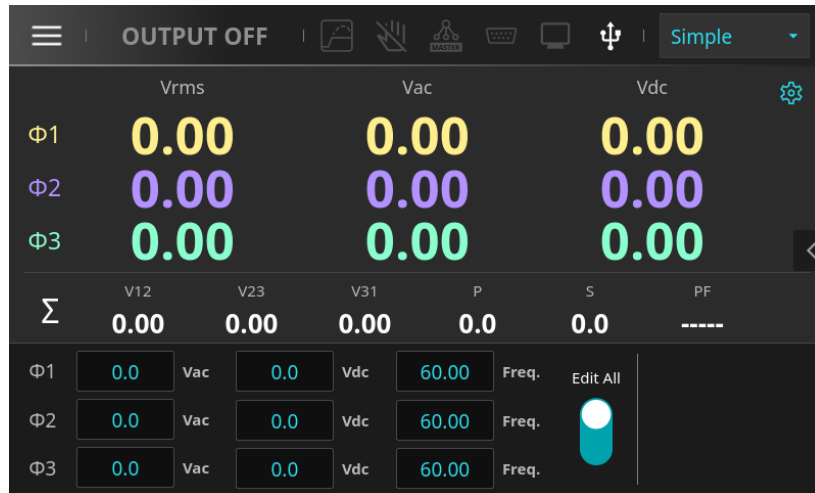 OUTPUT OFF MASTER Simple
Vrms Vac Vdc
Φ1 0.00 0.00 0.00
Φ2 0.00 0.00 0.00
Φ3 0.00 0.00 0.00
V12 V23 V31 P S PF
Σ 0.00 0.00 0.00 0.0 0.0 -----
Φ1 0.0 Vac 0.0 Vdc 60.00 Freq. Edit All
Φ2 0.0 Vac 0.0 Vdc 60.00 Freq.
Φ3 0.0 Vac 0.0 Vdc 60.00 Freq.